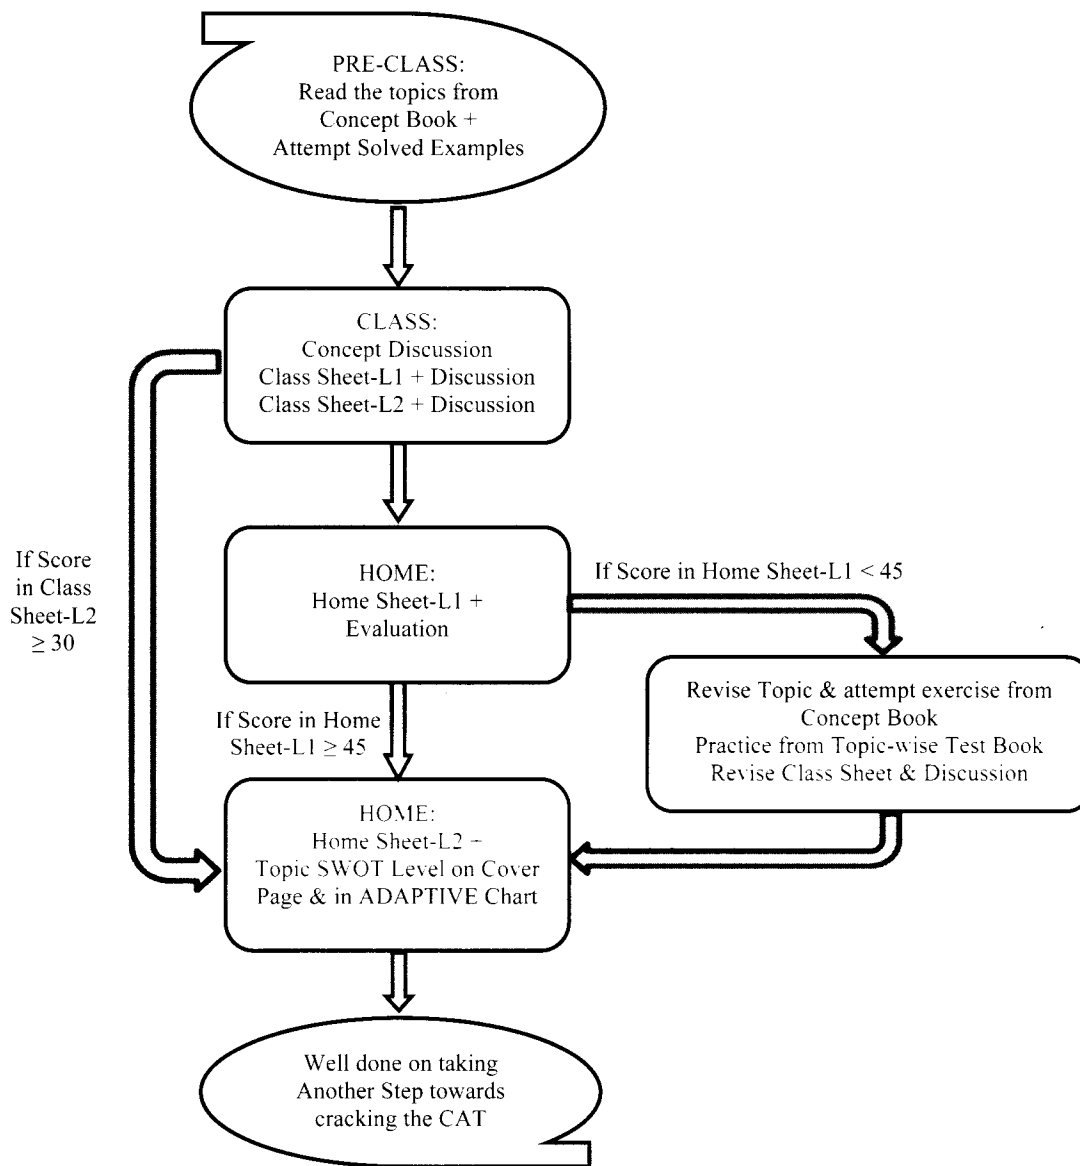 PRE-CLASS:
Read the topics from
Concept Book +
Attempt Solved Examples
CLASS:
Concept Discussion
Class Sheet-L1 + Discussion
Class Sheet-L2 + Discussion
If Score
in Class
Sheet-L2
≥ 30
HOME:
Home Sheet-L1 +
Evaluation
If Score in Home Sheet-L1 < 45
Revise Topic & attempt exercise from
Concept Book
Practice from Topic-wise Test Book
Revise Class Sheet & Discussion
If Score in Home
Sheet-L1 ≥ 45
HOME:
Home Sheet-L2 –
Topic SWOT Level on Cover
Page & in ADAPTIVE Chart
Well done on taking
Another Step towards
cracking the CAT